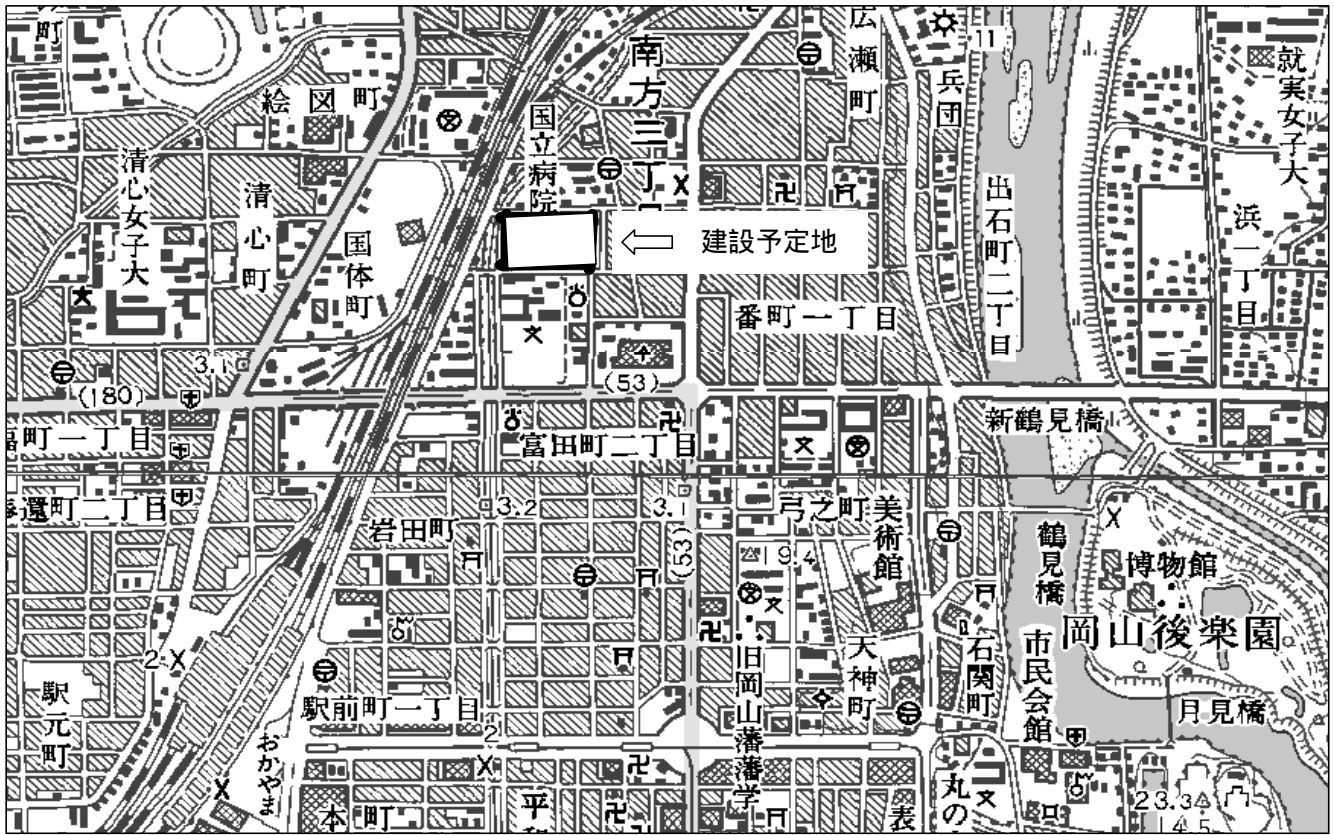 町
絵図町
南方三丁目
広瀬町
兵団
11
就実女子大
清心女子大
清心町
国体町
国立病院
建設予定地
出石町二丁目
浜一丁目
番町一丁目
3.1
(180)
(53)
新鶴見橋
富町一丁目
富田町二丁目
奉還町二丁目
3.2
3.1
岩田町
弓之町
美術館
(53)
19.4
鶴見橋
博物館
岡山後楽園
旧岡山藩藩学
天神町
石関町
市民会館
月見橋
2
駅元町
駅前町一丁目
おかやま
2
本町
平和
表
丸の
23.3
14.5